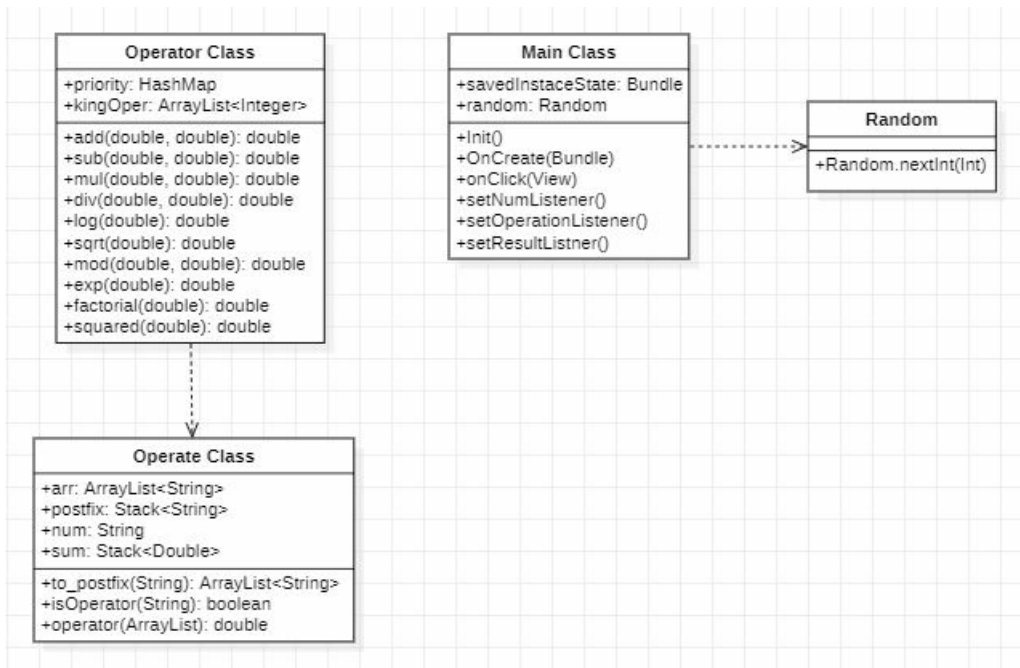 Operator Class
+priority: HashMap
+kingOper: ArrayList<Integer>
+add(double, double): double
+sub(double, double): double
+mul(double, double): double
+div(double, double): double
+log(double): double
+sqrt(double): double
+mod(double, double): double
+exp(double): double
+factorial(double): double
+squared(double): double
Main Class
+savedInstaceState: Bundle
+random: Random
+Init()
+OnCreate(Bundle)
+onClick(View)
+setNumListener()
+setOperationListener()
+setResultListner()
Random
+Random.nextInt(Int)
Operate Class
+arr: ArrayList<String>
+postfix: Stack<String>
+num: String
+sum: Stack<Double>
+to_postfix(String): ArrayList<String>
+isOperator(String): boolean
+operator(ArrayList): double